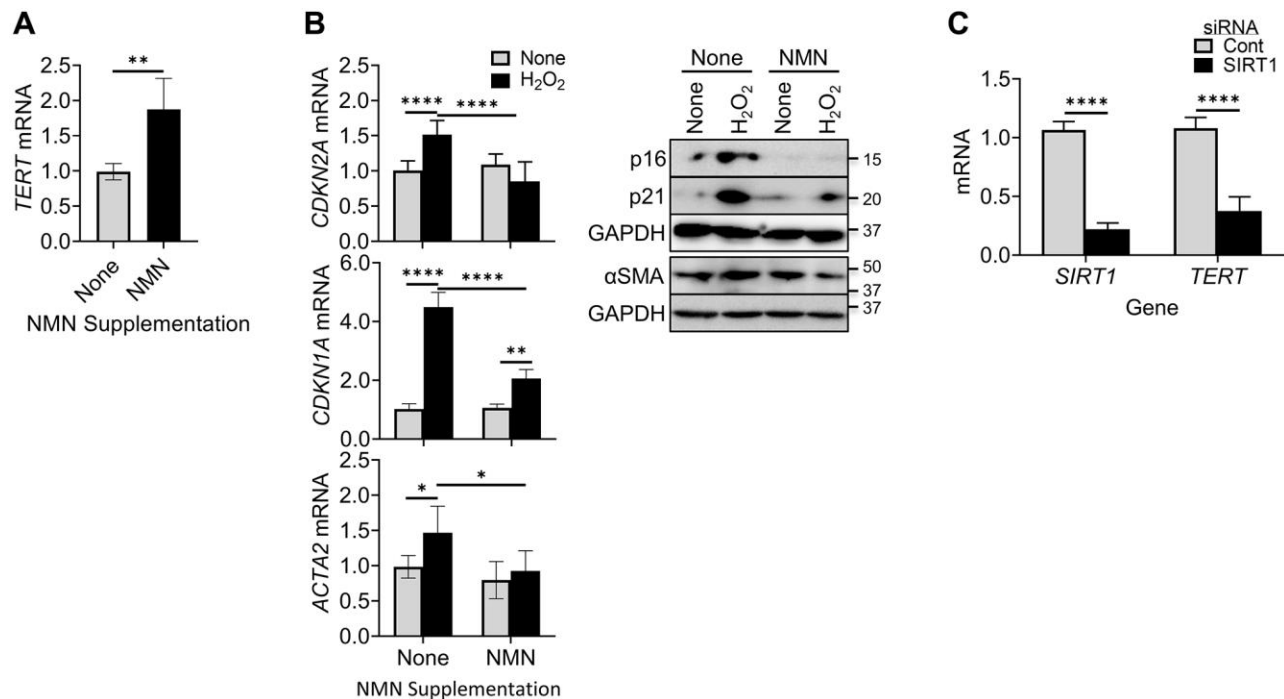 A
**
2.5
2.0
1.5
1.0
0.5
0.0
TERT mRNA
None
NMN
NMN Supplementation
B
None
H₂O₂
2.5
2.0
1.5
1.0
0.5
0.0
CDKN2A mRNA
****
****
6.0
4.0
2.0
0.0
CDKN1A mRNA
****
****
**
2.5
2.0
1.5
1.0
0.5
0.0
ACTA2 mRNA
*
*
None
NMN
NMN Supplementation
None
NMN
None
H₂O₂
None
H₂O₂
p16
15
p21
20
GAPDH
37
αSMA
50
37
GAPDH
37
C
siRNA
Cont
SIRT1
1.5
1.0
0.5
0.0
mRNA
****
****
SIRT1
TERT
Gene